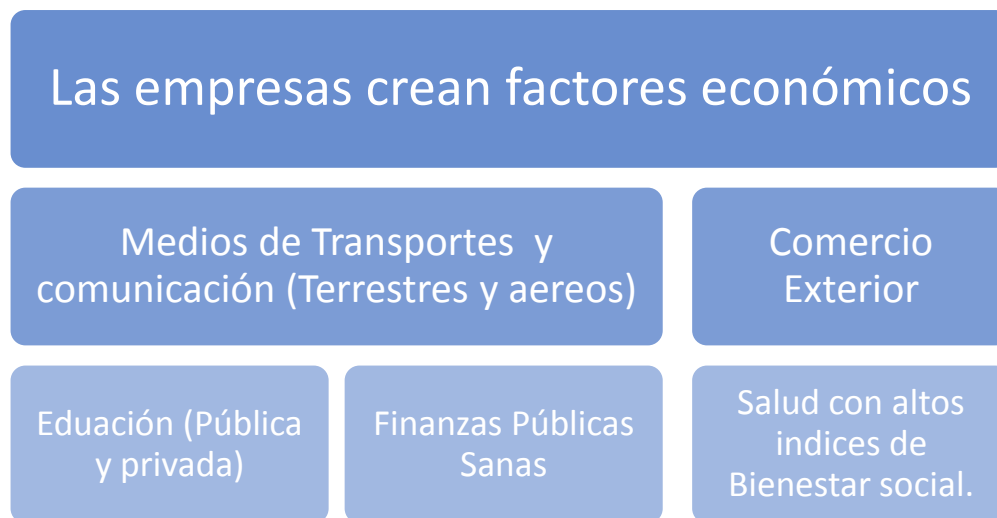 Las empresas crean factores económicos
Medios de Transportes y
comunicación (Terrestres y aereos)
Comercio
Exterior
Eduación (Pública
y privada)
Finanzas Públicas
Sanas
Salud con altos
indices de
Bienestar social.